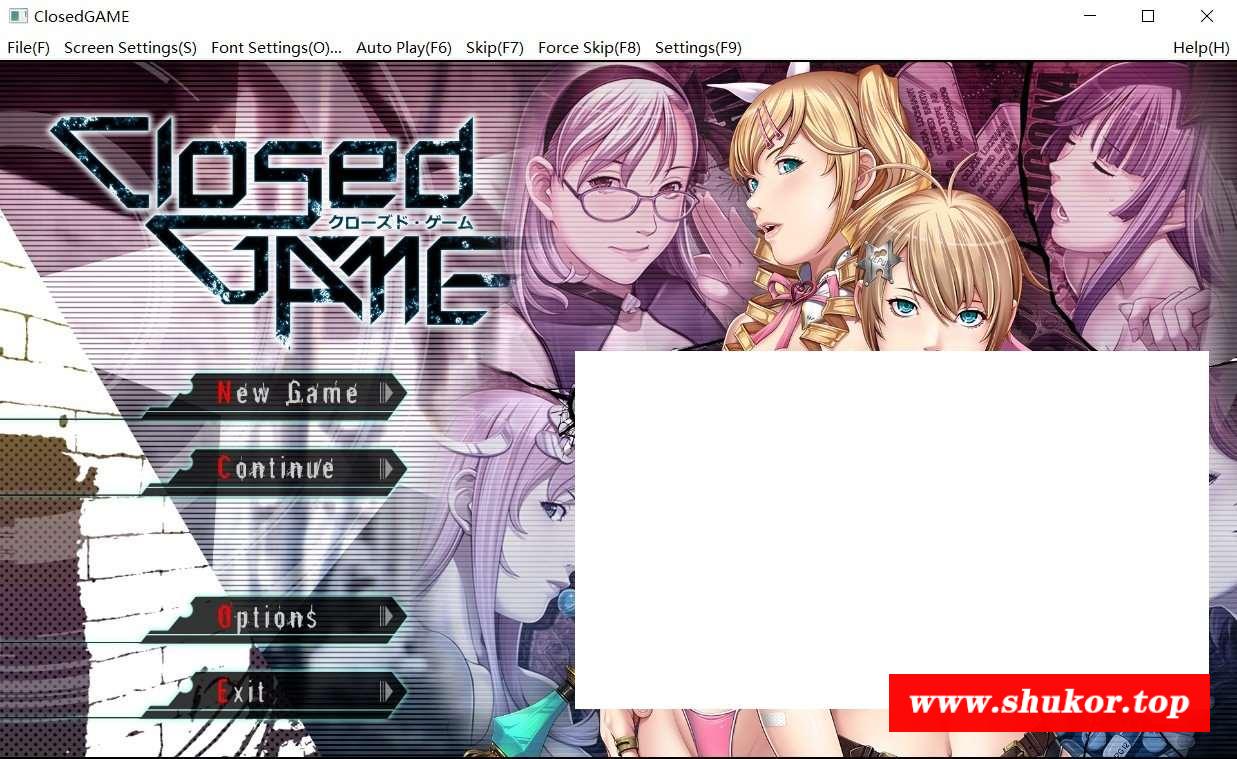 ClosedGAME
File(F) Screen Settings(S) Font Settings(O)... Auto Play(F6) Skip(F7) Force Skip(F8) Settings(F9) Help(H)
Closed
クローズド・ゲーム
GAME
New Game
Continue
Options
Exit
www.shukor.top